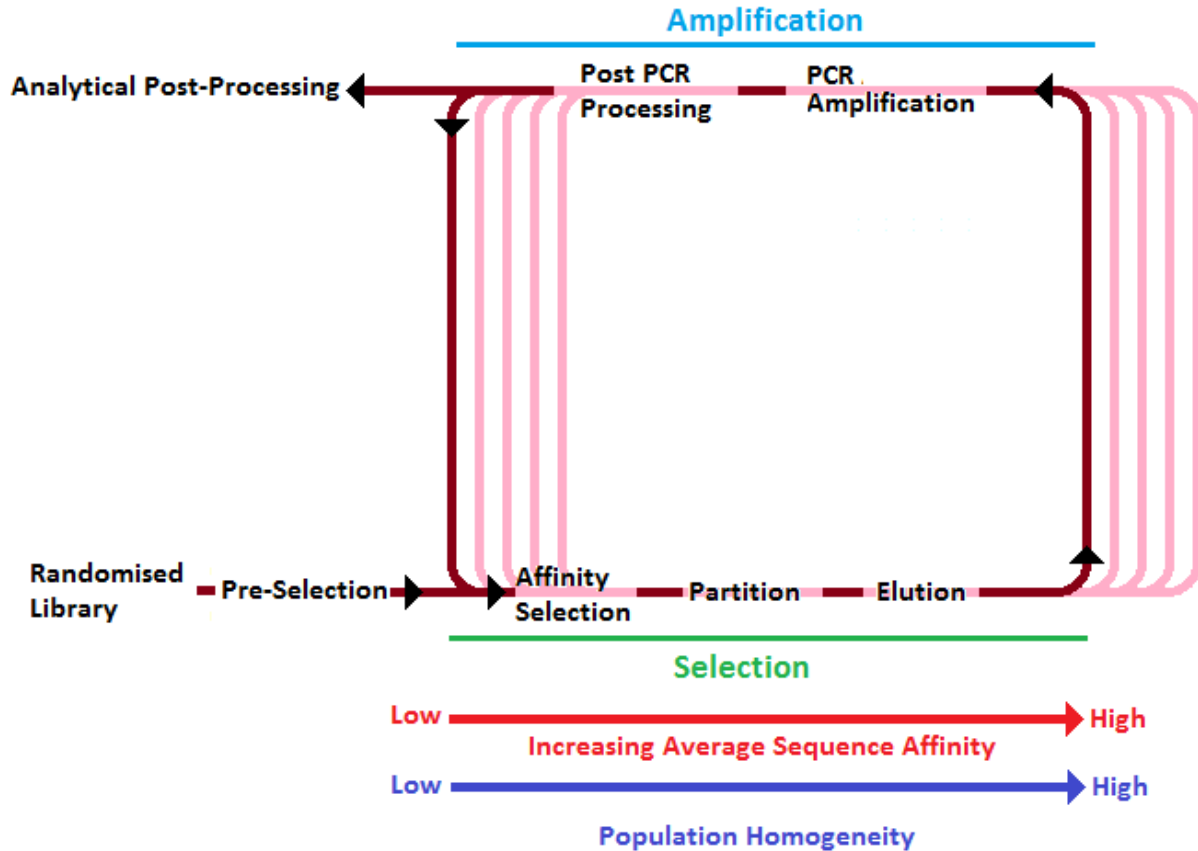 Amplification
Analytical Post-Processing
Post PCR
Processing
PCR
Amplification
Randomised
Library
Pre-Selection
Affinity
Selection
Partition
Elution
Selection
Low
High
Increasing Average Sequence Affinity
Low
High
Population Homogeneity